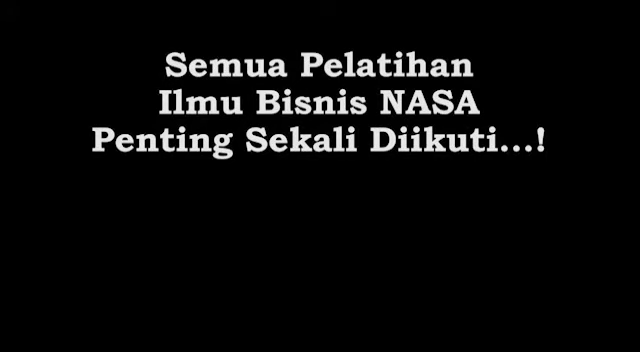 Semua Pelatihan
Ilmu Bisnis NASA
Penting Sekali Diikuti...!